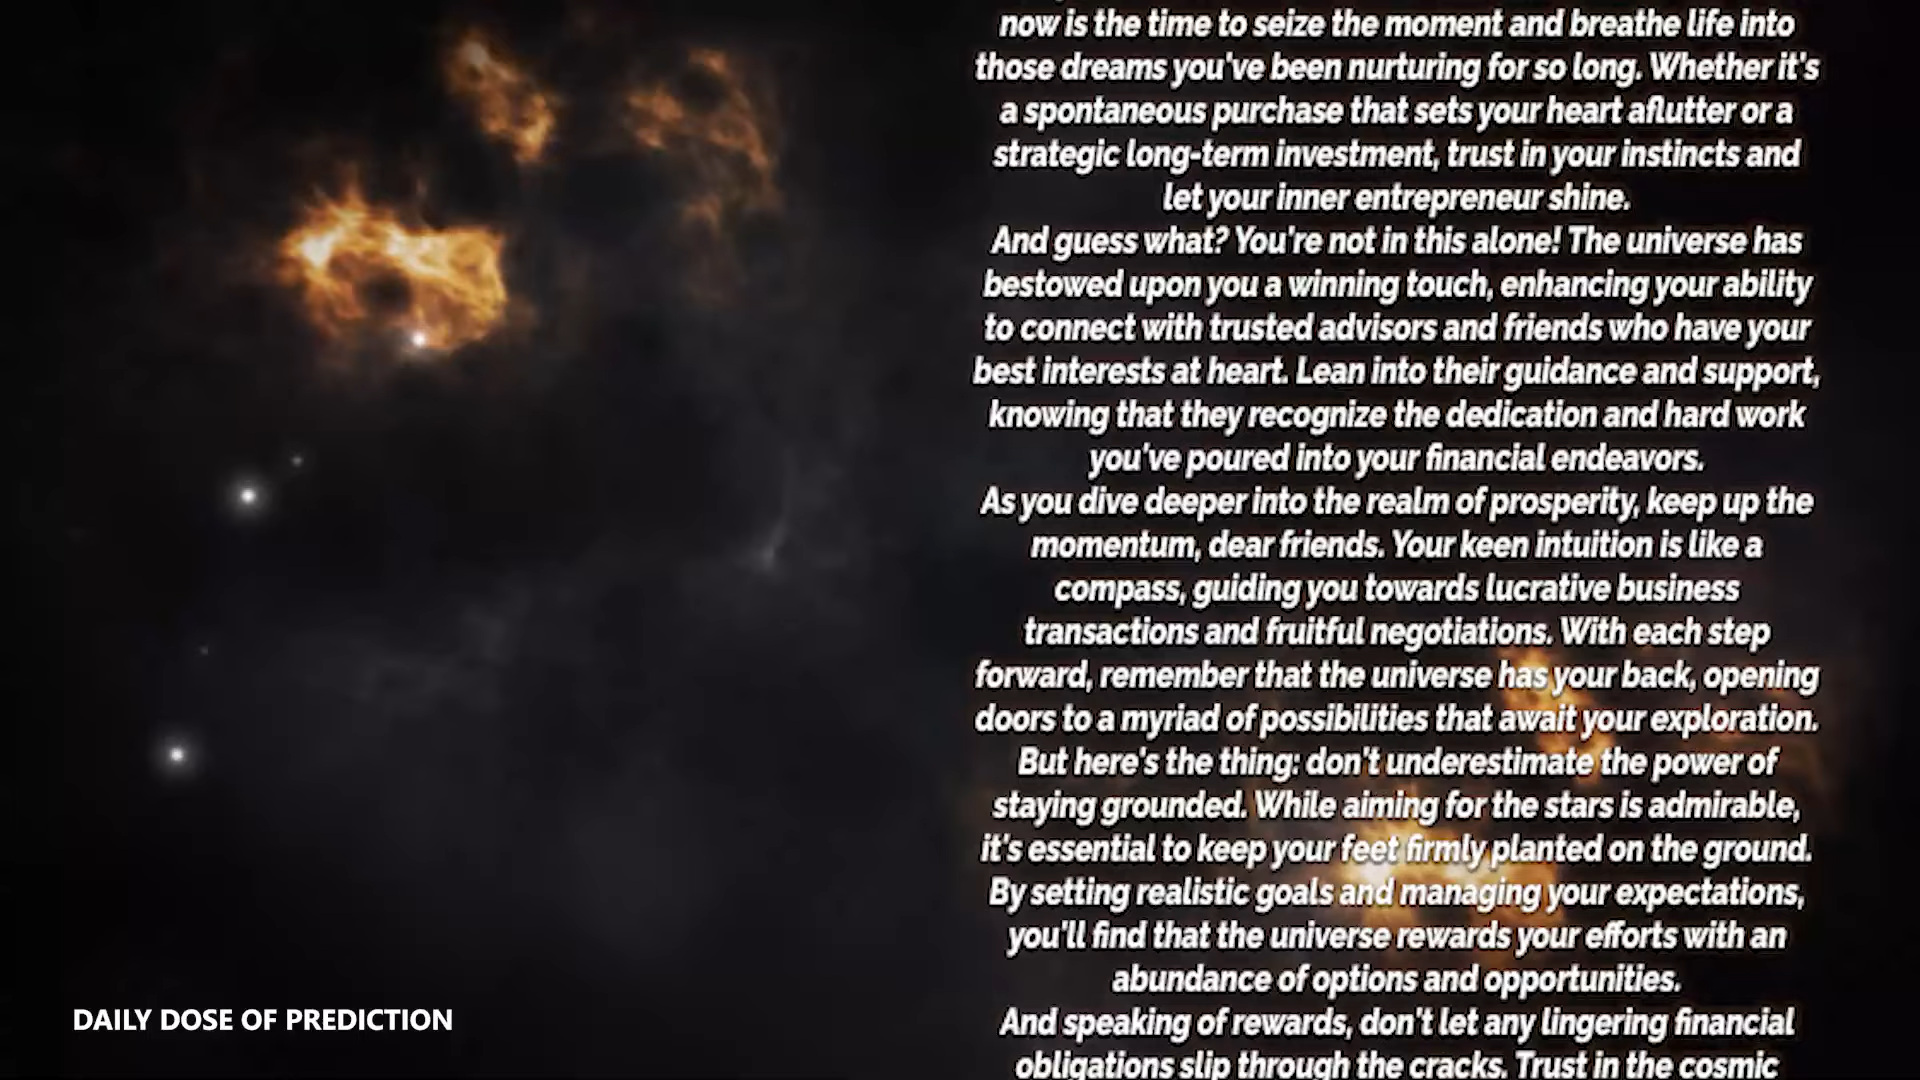 now is the time to seize the moment and breathe life into
those dreams you've been nurturing for so long. Whether it's
a spontaneous purchase that sets your heart aflutter or a
strategic long-term investment, trust in your instincts and
let your inner entrepreneur shine.
And guess what? You're not in this alone! The universe has
bestowed upon you a winning touch, enhancing your ability
to connect with trusted advisors and friends who have your
best interests at heart. Lean into their guidance and support,
knowing that they recognize the dedication and hard work
you've poured into your financial endeavors.
As you dive deeper into the realm of prosperity, keep up the
momentum, dear friends. Your keen intuition is like a
compass, guiding you towards lucrative business
transactions and fruitful negotiations. With each step
forward, remember that the universe has your back, opening
doors to a myriad of possibilities that await your exploration.
But here's the thing: don't underestimate the power of
staying grounded. While aiming for the stars is admirable,
it's essential to keep your feet firmly planted on the ground.
By setting realistic goals and managing your expectations,
you'll find that the universe rewards your efforts with an
abundance of options and opportunities.
And speaking of rewards, don't let any lingering financial
obligations slip through the cracks. Trust in the cosmic
DAILY DOSE OF PREDICTION